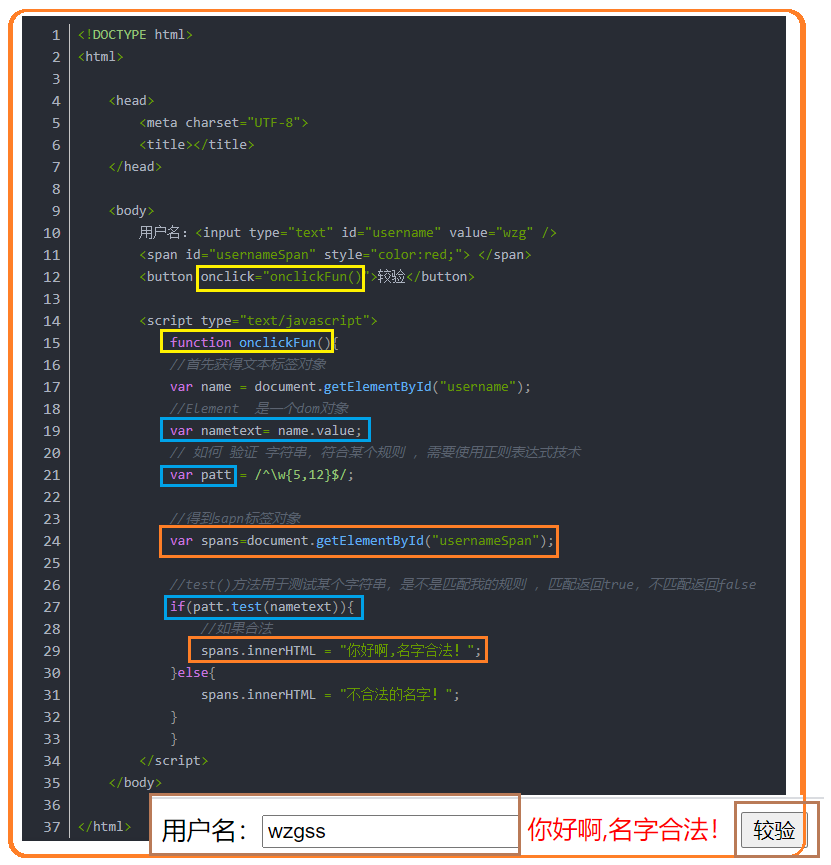 1 <!DOCTYPE html>
2 <html>
3
4 <head>
5 <meta charset="UTF-8">
6 <title></title>
7 </head>
8
9 <body>
10 用户名：<input type="text" id="username" value="wzg" />
11 <span id="usernameSpan" style="color:red;"> </span>
12 <button onclick="onclickFun()">较验</button>
13
14 <script type="text/javascript">
15 function onclickFun(){
16 //首先获得文本标签对象
17 var name = document.getElementById("username");
18 //Element 是一个dom对象
19 var nametext= name.value;
20 // 如何 验证 字符串，符合某个规则 ，需要使用正则表达式技术
21 var patt = /^\w{5,12}$/;
22
23 //得到sapn标签对象
24 var spans=document.getElementById("usernameSpan");
25
26 //test()方法用于测试某个字符串，是不是匹配我的规则 ，匹配返回true，不匹配返回false
27 if(patt.test(nametext)){
28 //如果合法
29 spans.innerHTML = "你好啊,名字合法！";
30 }else{
31 spans.innerHTML = "不合法的名字！";
32 }
33 }
34 </script>
35 </body>
36
37 </html>
用户名： wzgss 你好啊,名字合法！ 较验